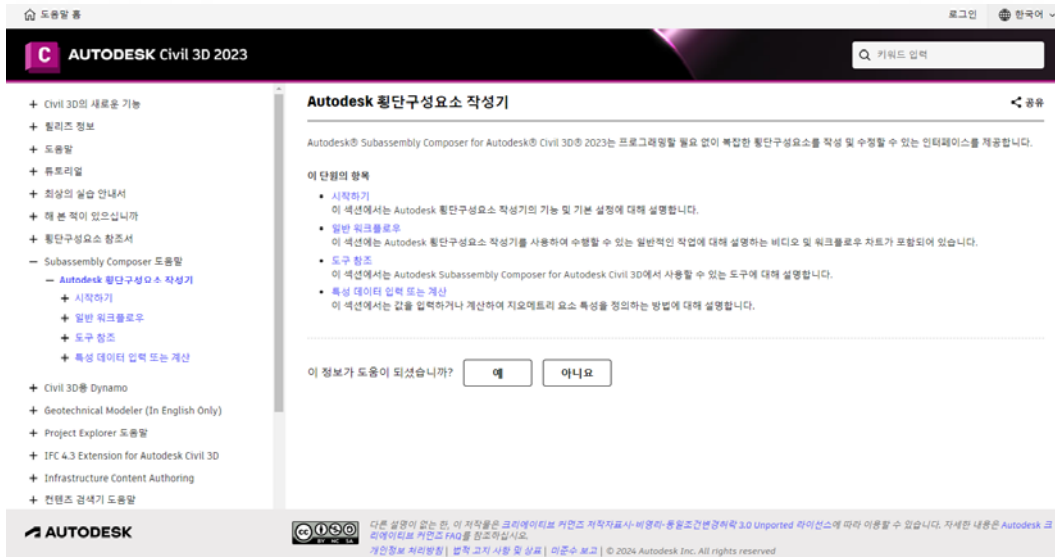 도움말 홈
로그인
한국어
C AUTODESK Civil 3D 2023
키워드 입력
+ Civil 3D의 새로운 기능
+ 릴리즈 정보
+ 도움말
+ 튜토리얼
+ 최상의 실습 안내서
+ 해 본 적이 있으십니까
+ 횡단구성요소 참조서
− Subassembly Composer 도움말
− Autodesk 횡단구성요소 작성기
+ 시작하기
+ 일반 워크플로우
+ 도구 참조
+ 특성 데이터 입력 또는 계산
+ Civil 3D용 Dynamo
+ Geotechnical Modeler (In English Only)
+ Project Explorer 도움말
+ IFC 4.3 Extension for Autodesk Civil 3D
+ Infrastructure Content Authoring
+ 컨텐츠 검색기 도움말
Autodesk 횡단구성요소 작성기
공유
Autodesk® Subassembly Composer for Autodesk® Civil 3D® 2023는 프로그래밍할 필요 없이 복잡한 횡단구성요소를 작성 및 수정할 수 있는 인터페이스를 제공합니다.
이 단원의 항목
• 시작하기
이 섹션에서는 Autodesk 횡단구성요소 작성기의 기능 및 기본 설정에 대해 설명합니다.
• 일반 워크플로우
이 섹션에는 Autodesk 횡단구성요소 작성기를 사용하여 수행할 수 있는 일반적인 작업에 대해 설명하는 비디오 및 워크플로우 차트가 포함되어 있습니다.
• 도구 참조
이 섹션에서는 Autodesk Subassembly Composer for Autodesk Civil 3D에서 사용할 수 있는 도구에 대해 설명합니다.
• 특성 데이터 입력 또는 계산
이 섹션에서는 값을 입력하거나 계산하여 지오메트리 요소 특성을 정의하는 방법에 대해 설명합니다.
이 정보가 도움이 되셨습니까?
예
아니요
AUTODESK
cc BY NC SA
다른 설명이 없는 한, 이 저작물은 크리에이티브 커먼즈 저작자표시-비영리-동일조건변경허락 3.0 Unported 라이선스에 따라 이용할 수 있습니다. 자세한 내용은 Autodesk 크
리에이티브 커먼즈 FAQ를 참조하십시오.
개인정보 처리방침 | 법적 고지 사항 및 상표 | 미준수 보고 | © 2024 Autodesk Inc. All rights reserved